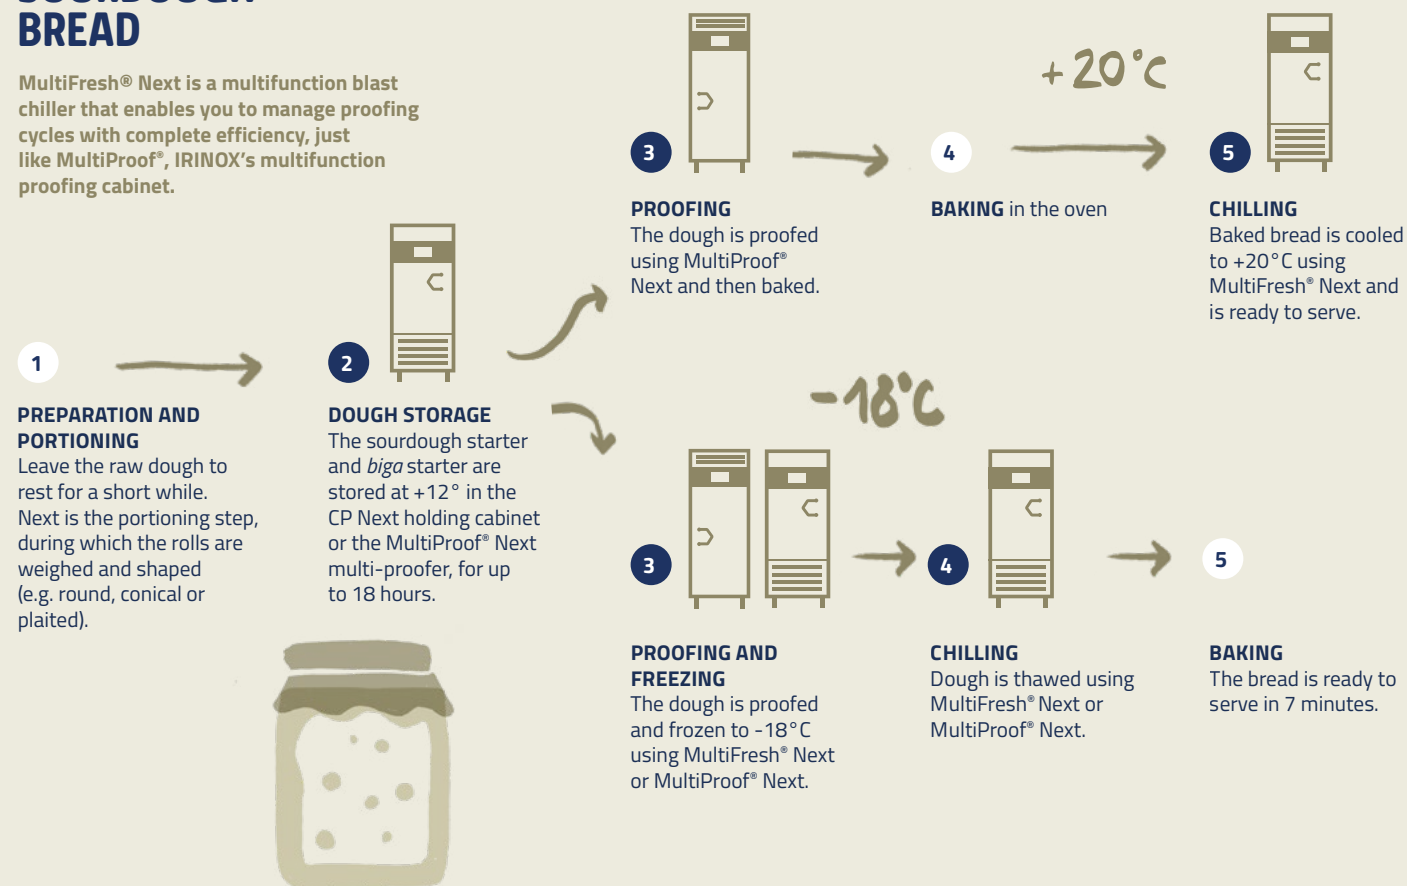 SOURDOUGH
BREAD
MultiFresh® Next is a multifunction blast
chiller that enables you to manage proofing
cycles with complete efficiency, just
like MultiProof®, IRINOX’s multifunction
proofing cabinet.
1
PREPARATION AND
PORTIONING
Leave the raw dough to
rest for a short while.
Next is the portioning step,
during which the rolls are
weighed and shaped
(e.g. round, conical or
plaited).
2
DOUGH STORAGE
The sourdough starter
and biga starter are
stored at +12° in the
CP Next holding cabinet
or the MultiProof® Next
multi-proofer, for up
to 18 hours.
3
PROOFING
The dough is proofed
using MultiProof®
Next and then baked.
4
BAKING in the oven
+20°C
5
CHILLING
Baked bread is cooled
to +20°C using
MultiFresh® Next and
is ready to serve.
-18°C
3
PROOFING AND
FREEZING
The dough is proofed
and frozen to -18°C
using MultiFresh® Next
or MultiProof® Next.
4
CHILLING
Dough is thawed using
MultiFresh® Next or
MultiProof® Next.
5
BAKING
The bread is ready to
serve in 7 minutes.